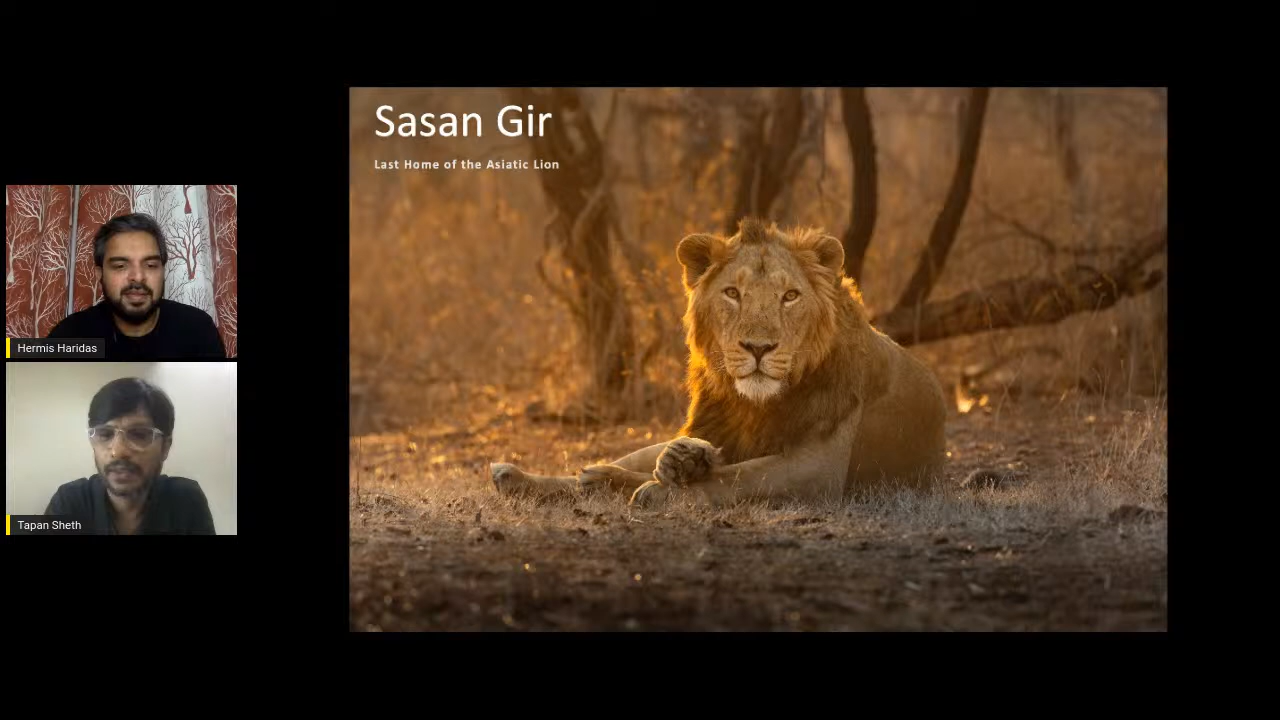 Sasan Gir
Last Home of the Asiatic Lion
Hermis Haridas
Tapan Sheth